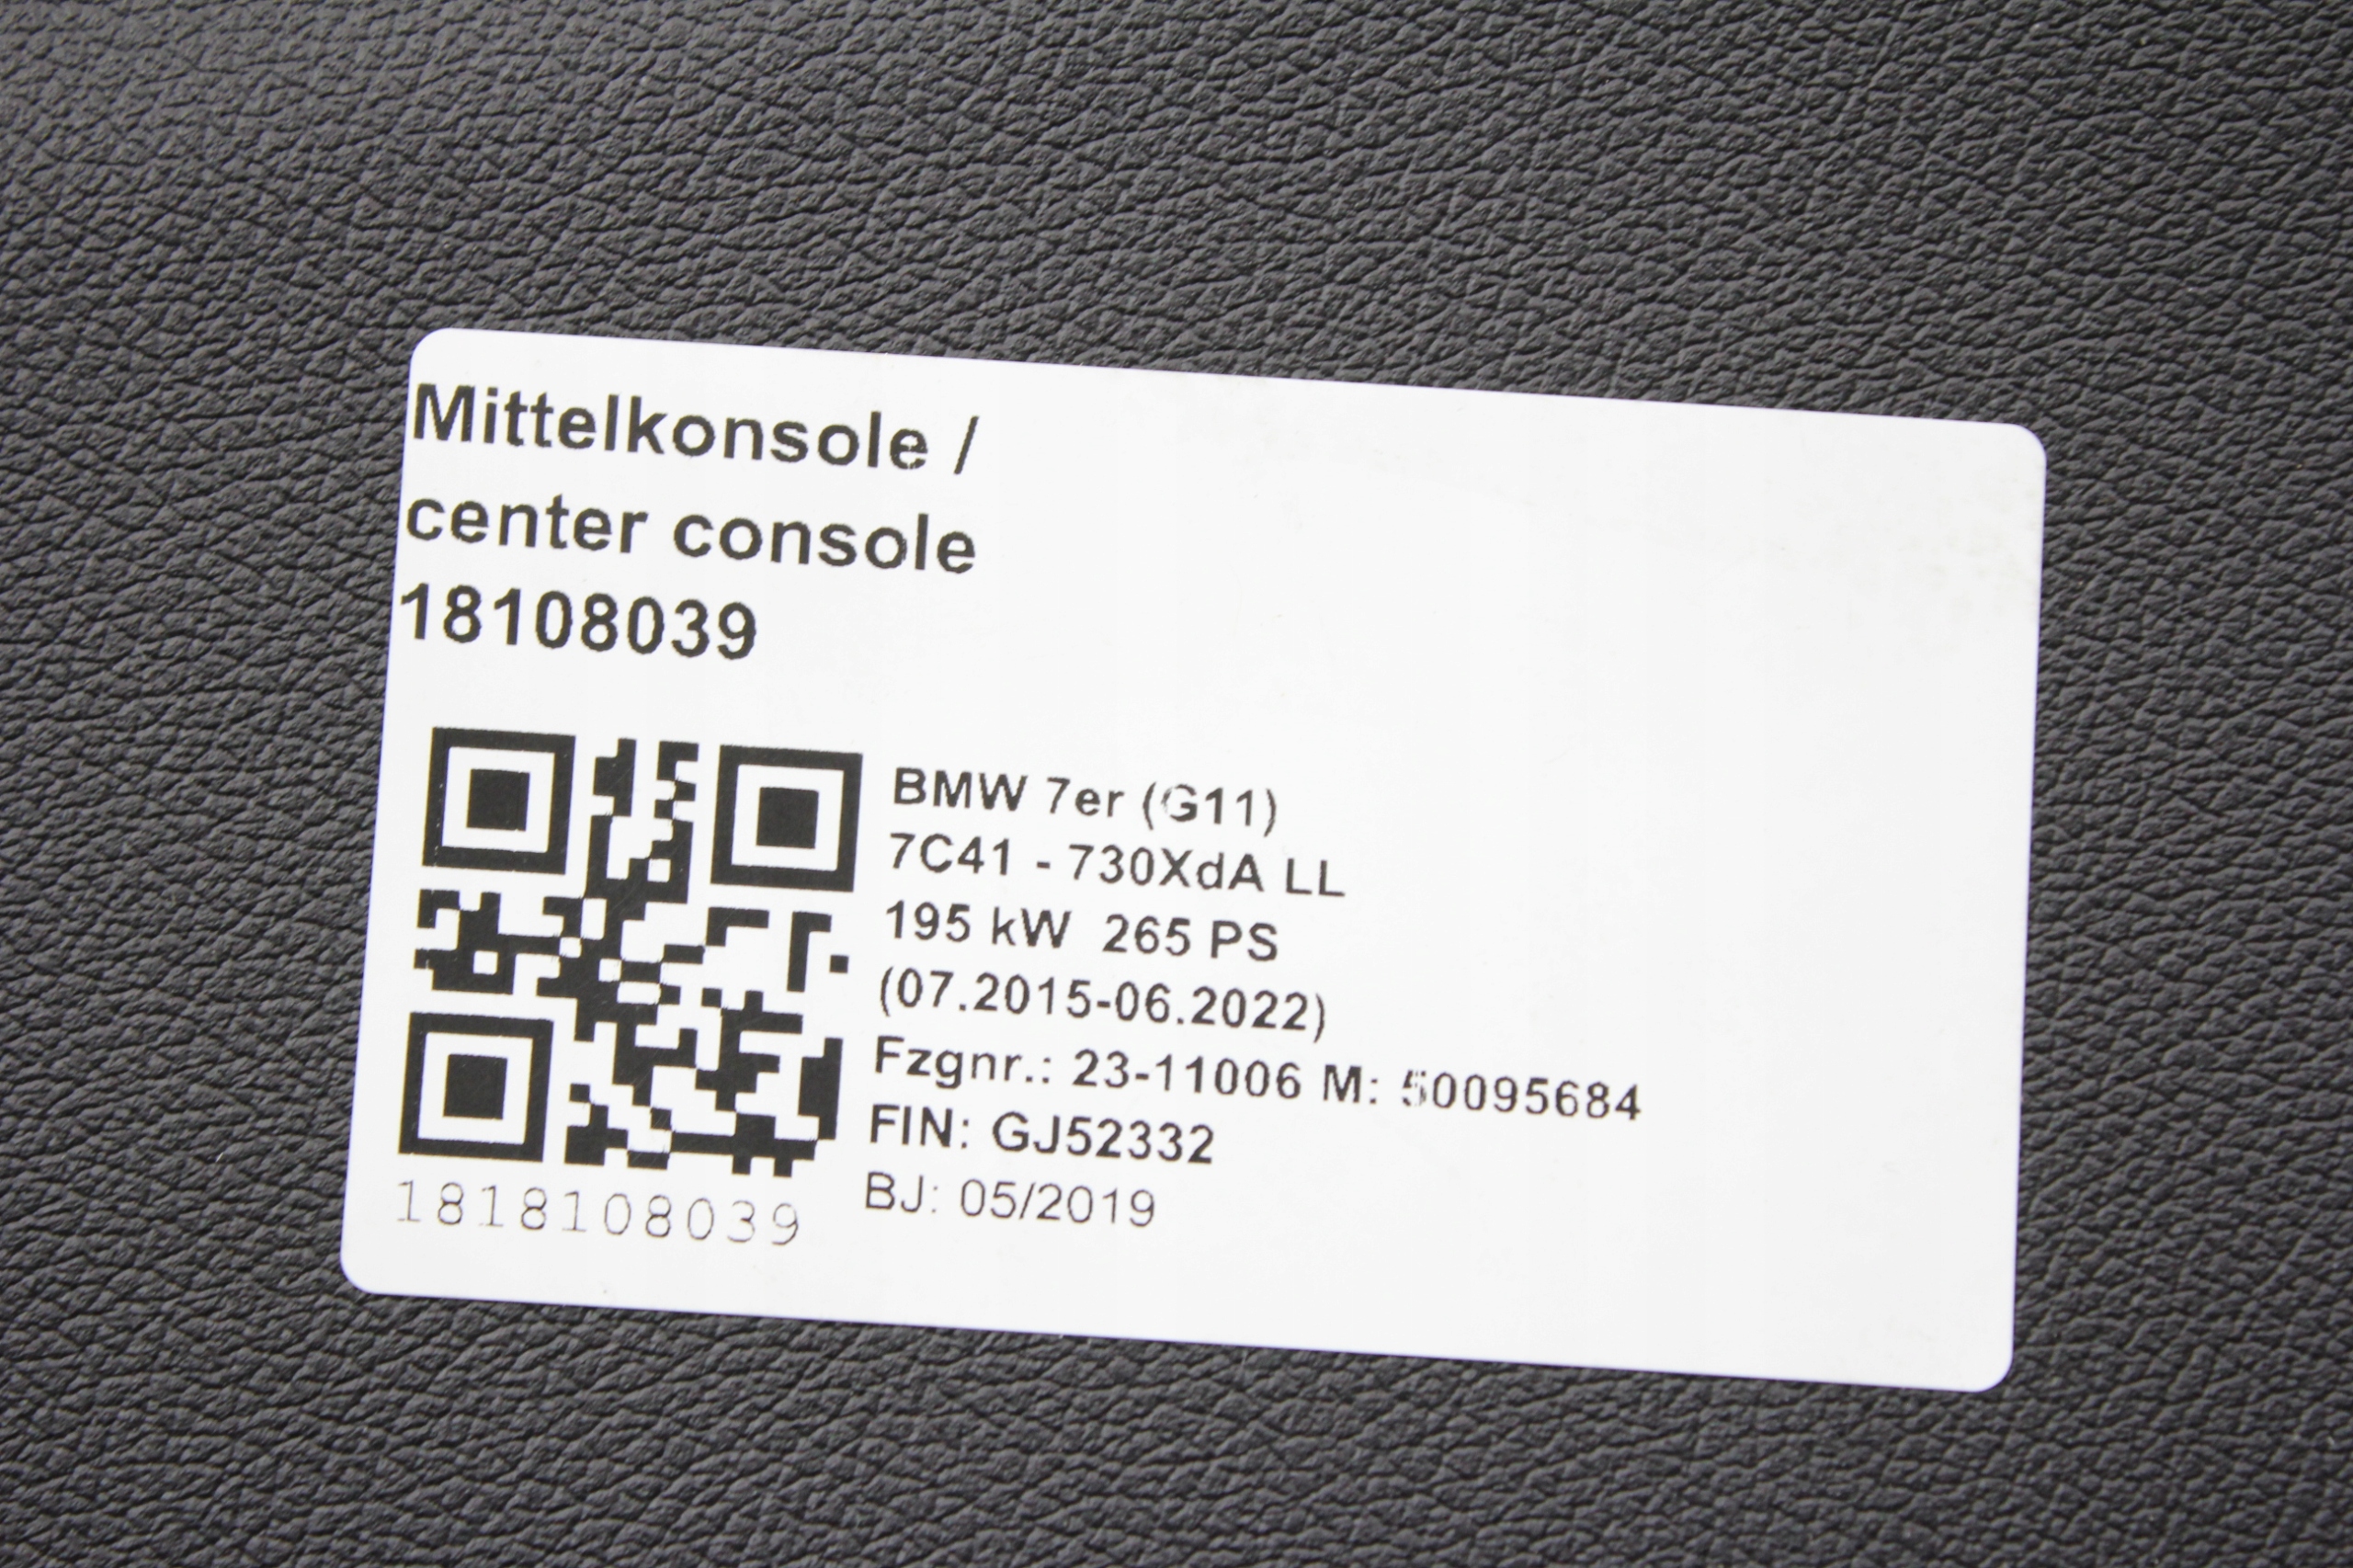 Mittelkonsole /
center console
18108039
BMW 7er (G11)
7C41 - 730XdA LL
195 kW 265 PS
(07.2015-06.2022)
Fzgnr.: 23-11006 M: 50095684
FIN: GJ52332
BJ: 05/2019
1818108039